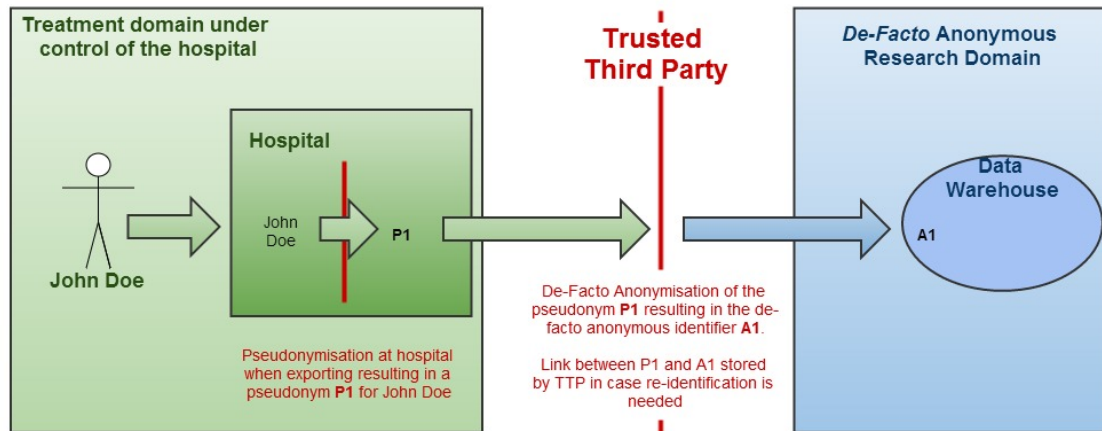 Treatment domain under
control of the hospital
Hospital
John
Doe
P1
John Doe
Pseudonymisation at hospital
when exporting resulting in a
pseudonym P1 for John Doe
Trusted
Third Party
De-Facto Anonymisation of the
pseudonym P1 resulting in the de-
facto anonymous identifier A1.
Link between P1 and A1 stored
by TTP in case re-identification is
needed
De-Facto Anonymous
Research Domain
Data
Warehouse
A1